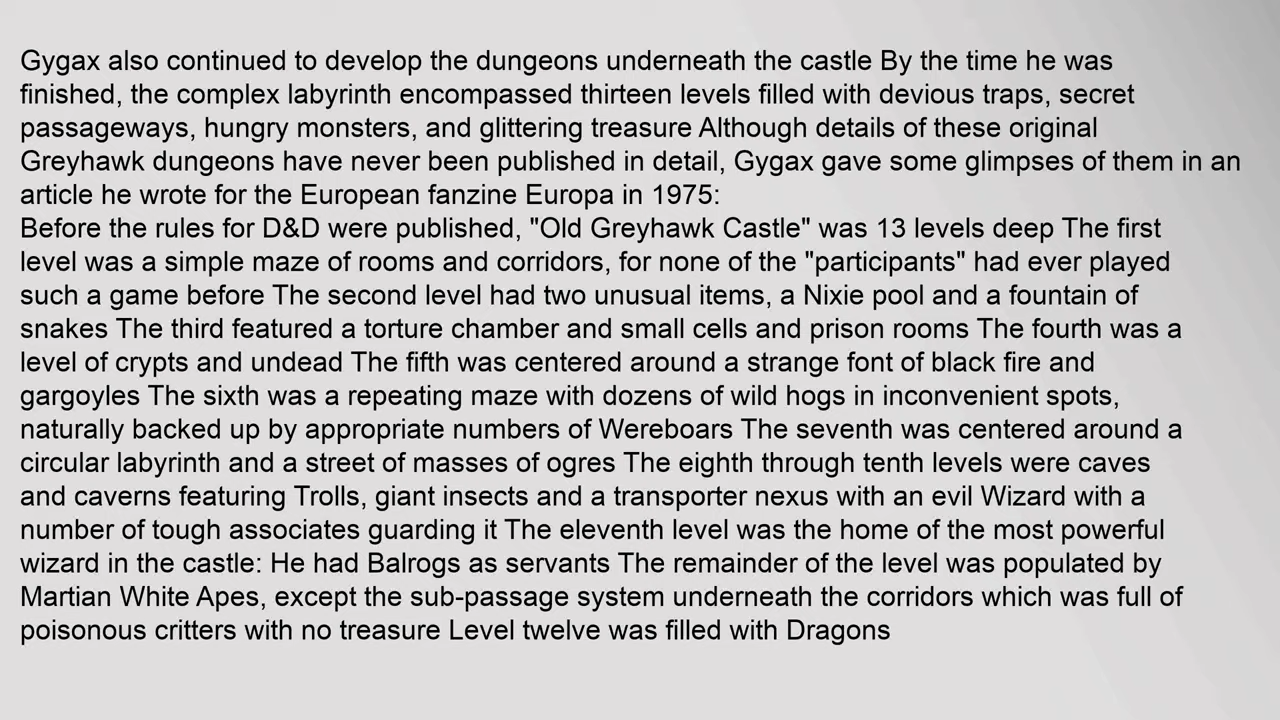 Gygax also continued to develop the dungeons underneath the castle By the time he was
finished, the complex labyrinth encompassed thirteen levels filled with devious traps, secret
passageways, hungry monsters, and glittering treasure Although details of these original
Greyhawk dungeons have never been published in detail, Gygax gave some glimpses of them in an
article he wrote for the European fanzine Europa in 1975:
Before the rules for D&D were published, "Old Greyhawk Castle" was 13 levels deep The first
level was a simple maze of rooms and corridors, for none of the "participants" had ever played
such a game before The second level had two unusual items, a Nixie pool and a fountain of
snakes The third featured a torture chamber and small cells and prison rooms The fourth was a
level of crypts and undead The fifth was centered around a strange font of black fire and
gargoyles The sixth was a repeating maze with dozens of wild hogs in inconvenient spots,
naturally backed up by appropriate numbers of Wereboars The seventh was centered around a
circular labyrinth and a street of masses of ogres The eighth through tenth levels were caves
and caverns featuring Trolls, giant insects and a transporter nexus with an evil Wizard with a
number of tough associates guarding it The eleventh level was the home of the most powerful
wizard in the castle: He had Balrogs as servants The remainder of the level was populated by
Martian White Apes, except the sub-passage system underneath the corridors which was full of
poisonous critters with no treasure Level twelve was filled with Dragons